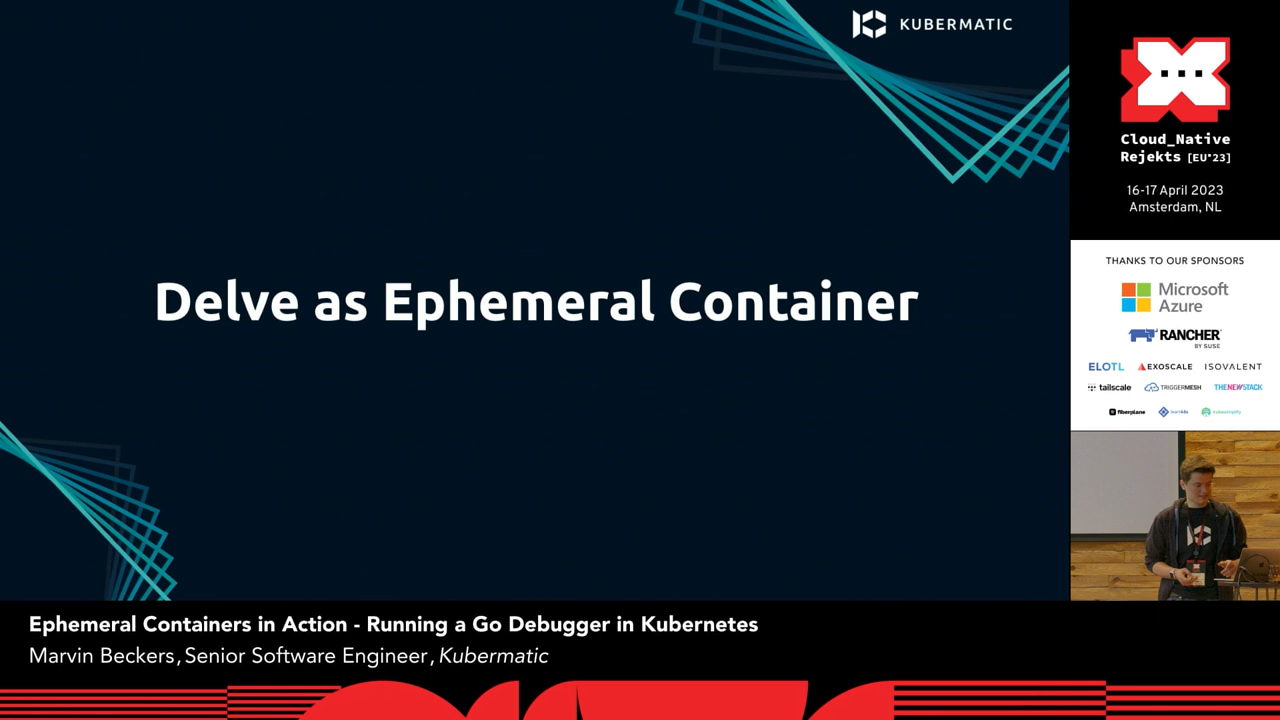 KUBERMATIC
Delve as Ephemeral Container
Cloud_Native
Rejekts [EU'23]
16-17 April 2023
Amsterdam, NL
THANKS TO OUR SPONSORS
Microsoft
Azure
RANCHER
BY SUSE
ELOTL EXOSCALE ISOVALENT
tailscale TRIGGERMESH THENEWSTACK
fiberplane kubesimplify
Ephemeral Containers in Action - Running a Go Debugger in Kubernetes
Marvin Beckers, Senior Software Engineer, Kubermatic